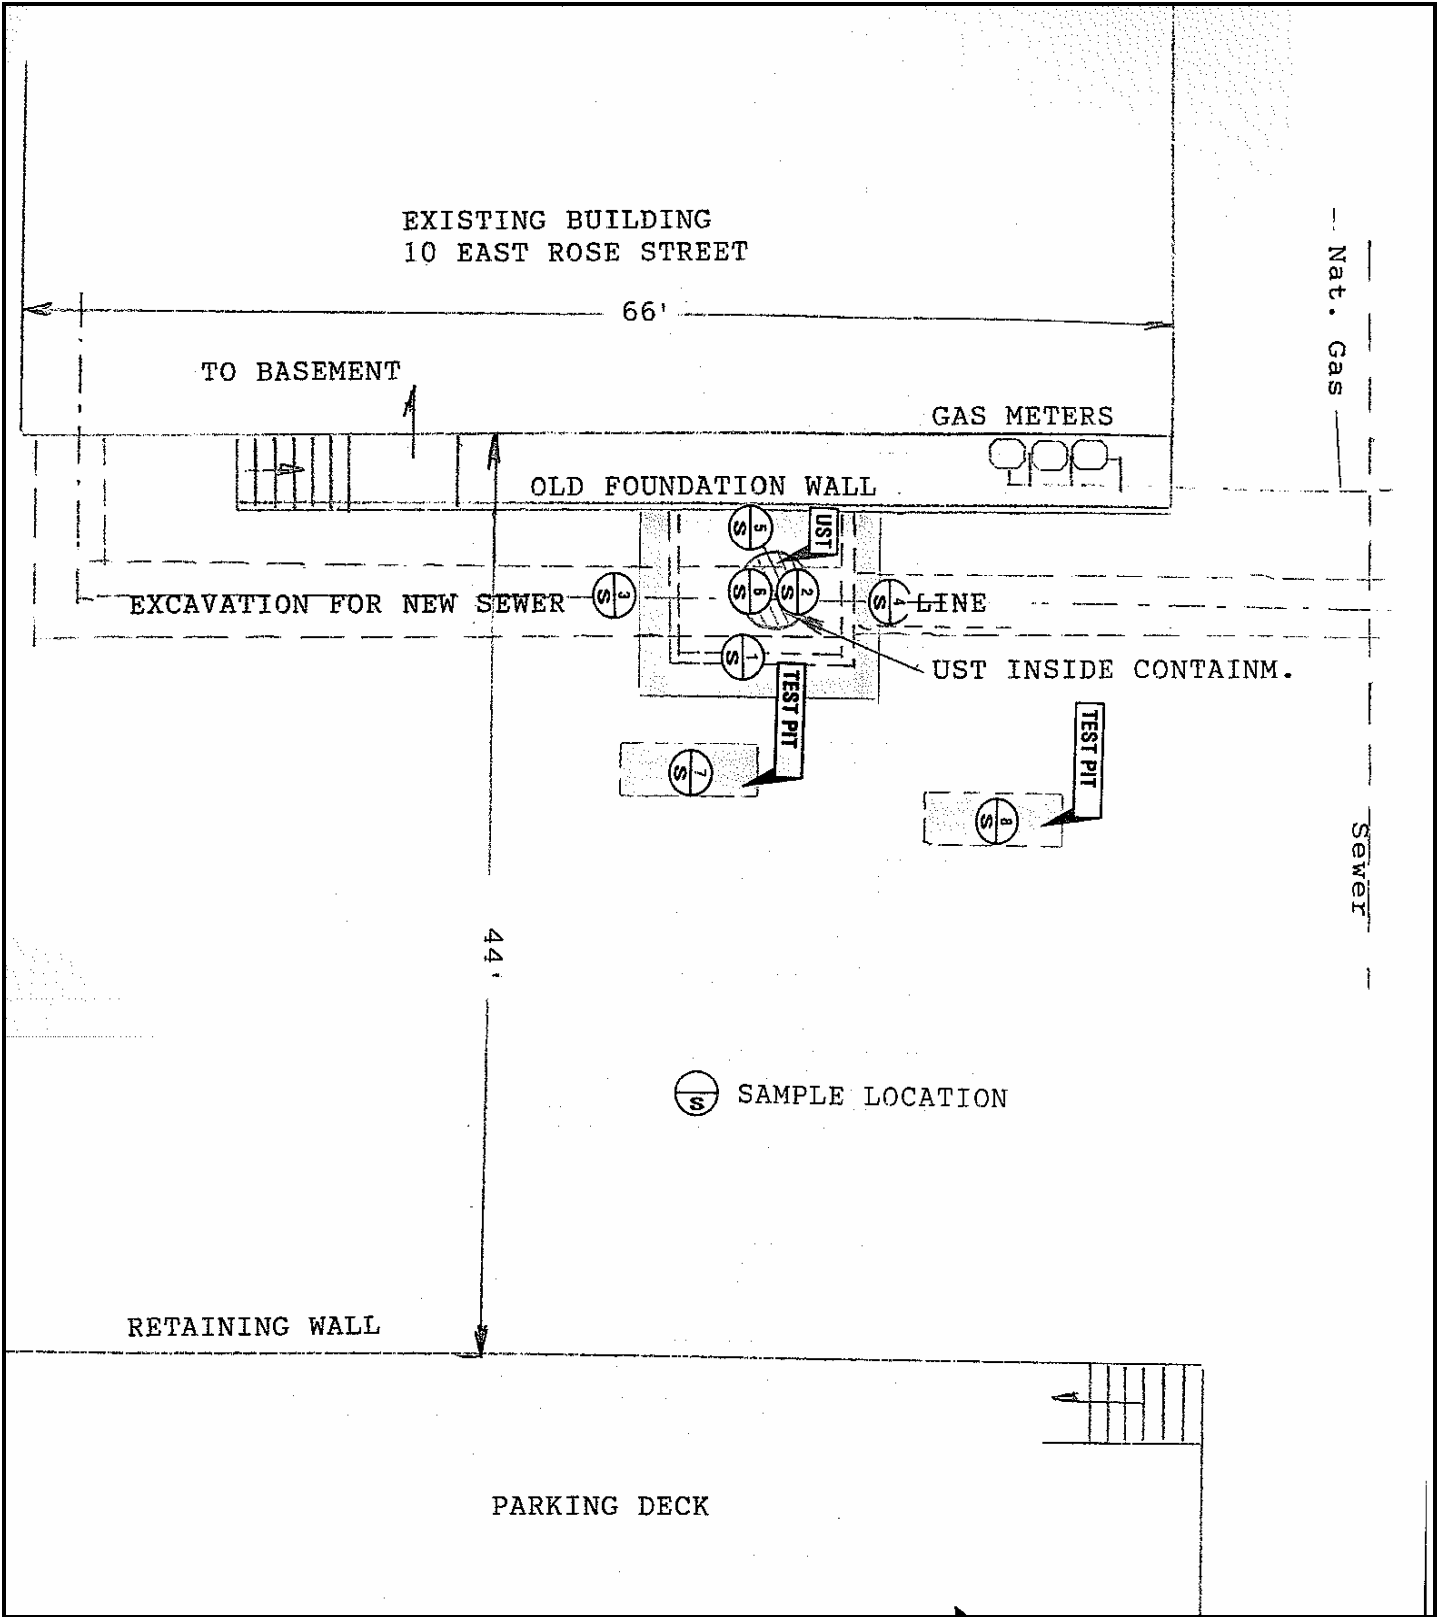 EXISTING BUILDING
10 EAST ROSE STREET
Nat. Gas
66'
TO BASEMENT
GAS METERS
OLD FOUNDATION WALL
5 S
UST
EXCAVATION FOR NEW SEWER
3 S
6 S
2 S
4 S
LINE
1 S
UST INSIDE CONTAINM.
TEST PIT
TEST PIT
7 S
8 S
Sewer
44'
S SAMPLE LOCATION
RETAINING WALL
PARKING DECK